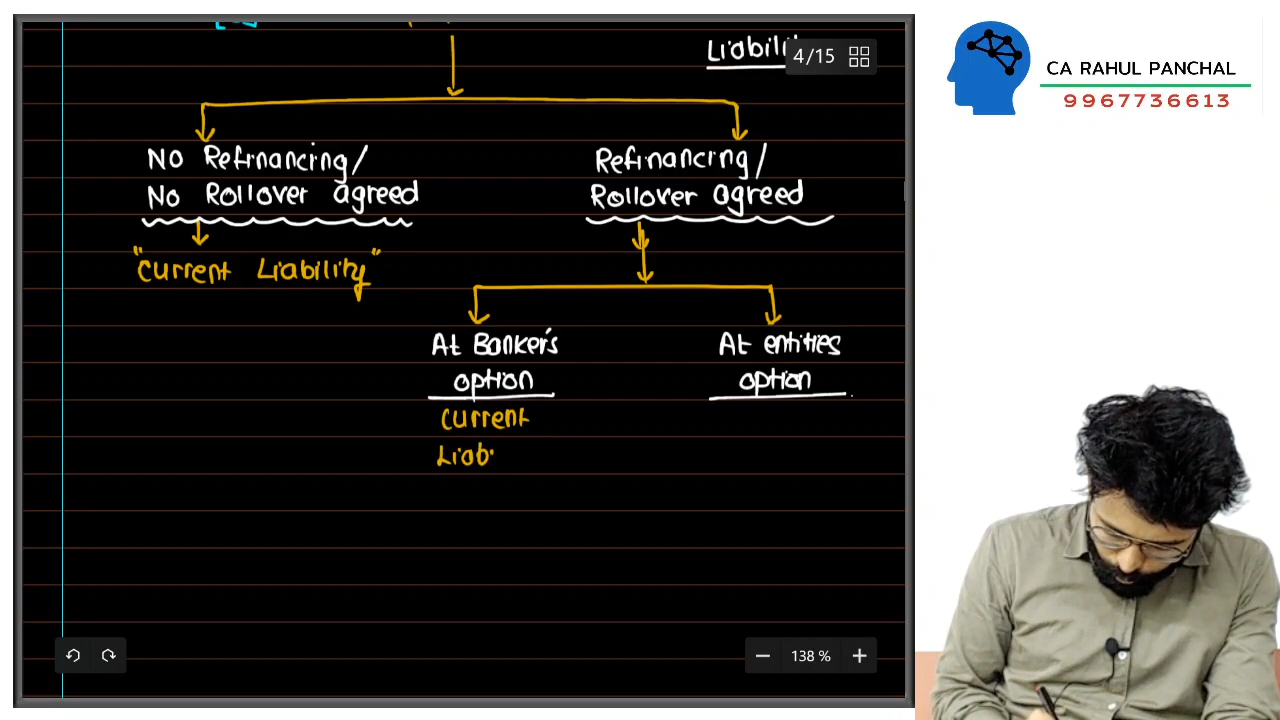 Liabili
4/15
CA RAHUL PANCHAL
9967736613
No Refinancing/
No Rollover agreed
"Current Liability"
Refinancing/
Rollover agreed
At Banker's
option
Current
Liab
At entities
option
138 %